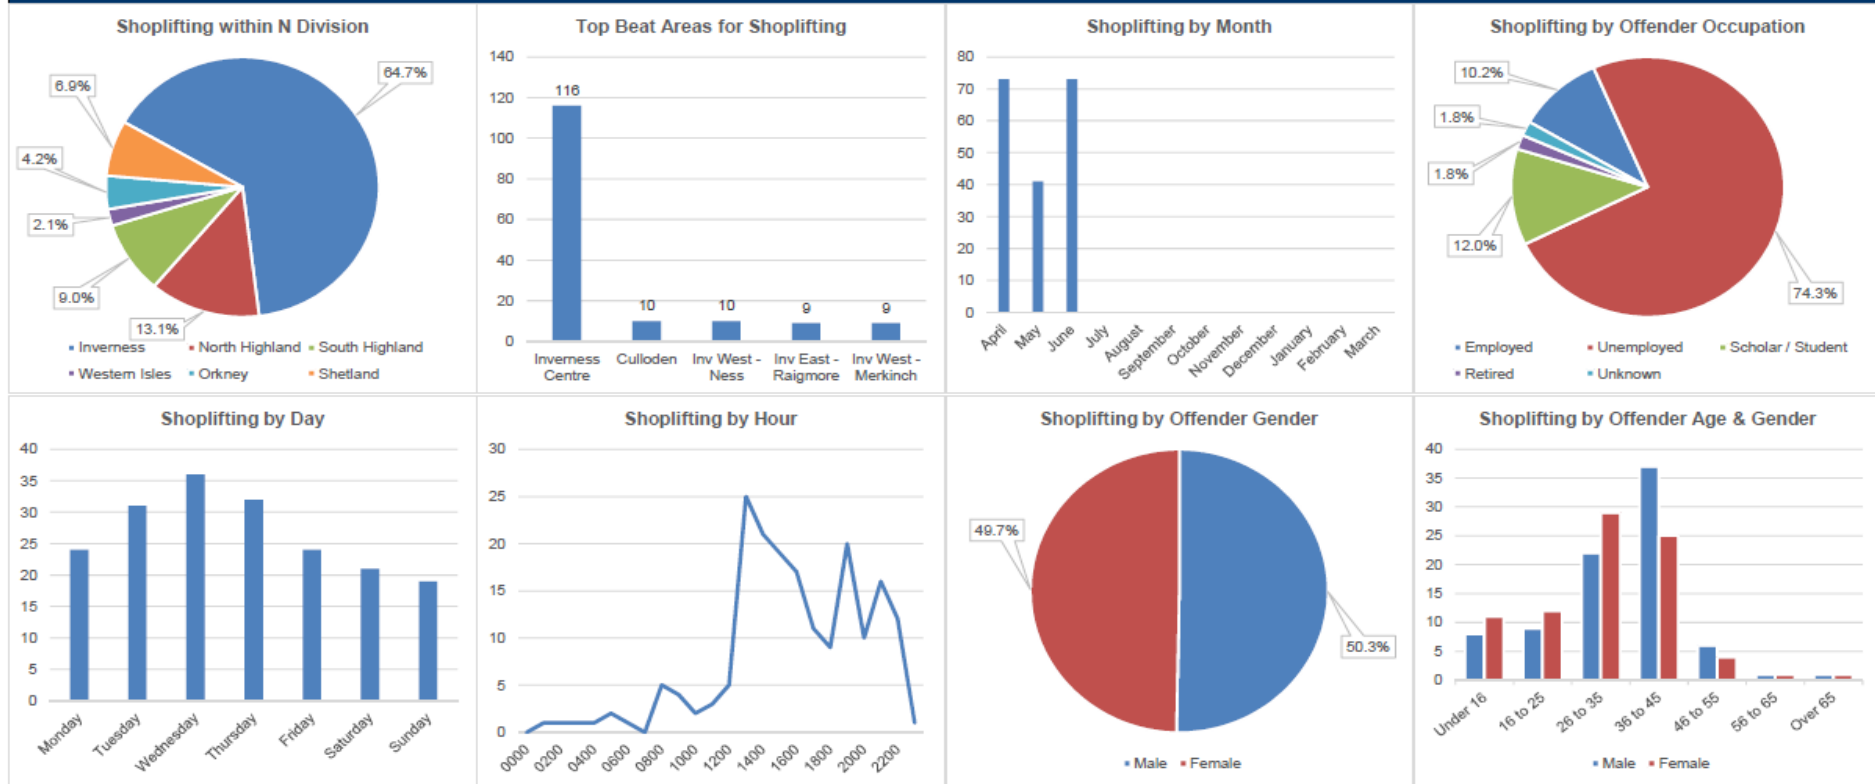 Shoplifting within N Division
64.7%
6.9%
4.2%
2.1%
9.0%
13.1%
Inverness North Highland South Highland
Western Isles Orkney Shetland
Top Beat Areas for Shoplifting
140
120
100
80
60
40
20
0
116
10
10
9
9
Inverness Centre
Culloden
Inv West - Ness
Inv East - Raigmore
Inv West - Merkinch
Shoplifting by Month
80
70
60
50
40
30
20
10
0
April
May
June
July
August
September
October
November
December
January
February
March
Shoplifting by Offender Occupation
10.2%
1.8%
1.8%
12.0%
74.3%
Employed Unemployed Scholar / Student
Retired Unknown
Shoplifting by Day
40
35
30
25
20
15
10
5
0
Monday
Tuesday
Wednesday
Thursday
Friday
Saturday
Sunday
Shoplifting by Hour
30
25
20
15
10
5
0
0000
0200
0400
0600
0800
1000
1200
1400
1600
1800
2000
2200
Shoplifting by Offender Gender
49.7%
50.3%
Male Female
Shoplifting by Offender Age & Gender
40
35
30
25
20
15
10
5
0
Under 16
16 to 25
26 to 35
36 to 45
46 to 55
56 to 65
Over 65
Male Female